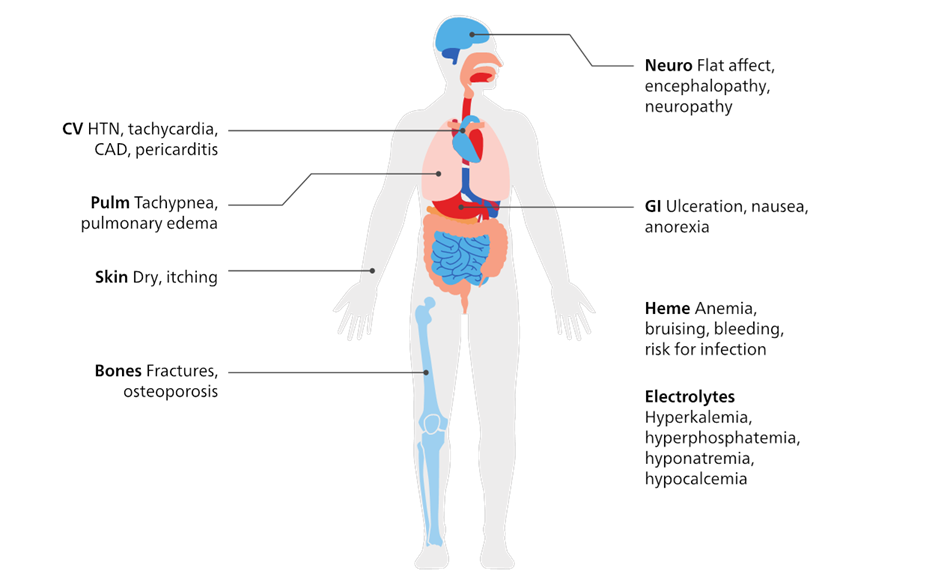 Neuro Flat affect,
encephalopathy,
neuropathy
CV HTN, tachycardia,
CAD, pericarditis
Pulm Tachypnea,
pulmonary edema
GI Ulceration, nausea,
anorexia
Skin Dry, itching
Heme Anemia,
bruising, bleeding,
risk for infection
Bones Fractures,
osteoporosis
Electrolytes
Hyperkalemia,
hyperphosphatemia,
hyponatremia,
hypocalcemia